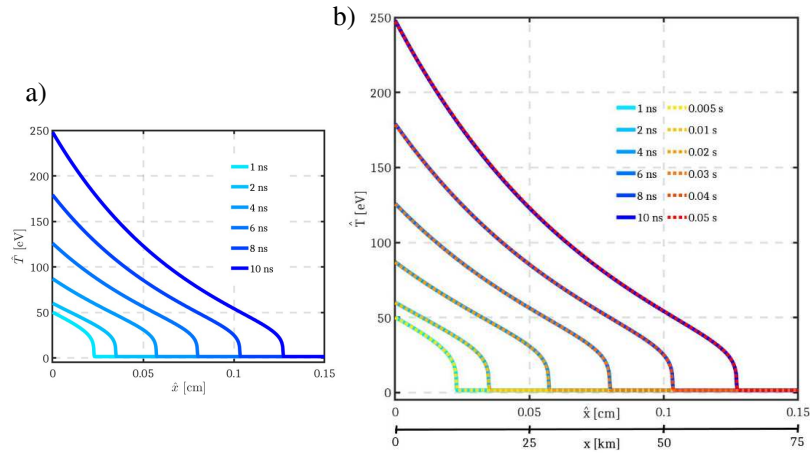 a)
250
200
150
100
50
0
T̂ [eV]
1 ns
2 ns
4 ns
6 ns
8 ns
10 ns
0
0.05
0.1
0.15
x̂ [cm]
b)
250
200
150
100
50
0
T̂ [eV]
1 ns 0.005 s
2 ns 0.01 s
4 ns 0.02 s
6 ns 0.03 s
8 ns 0.04 s
10 ns 0.05 s
0 0.05 x̂ [cm] 0.1 0.15
0 25 x [km] 50 75